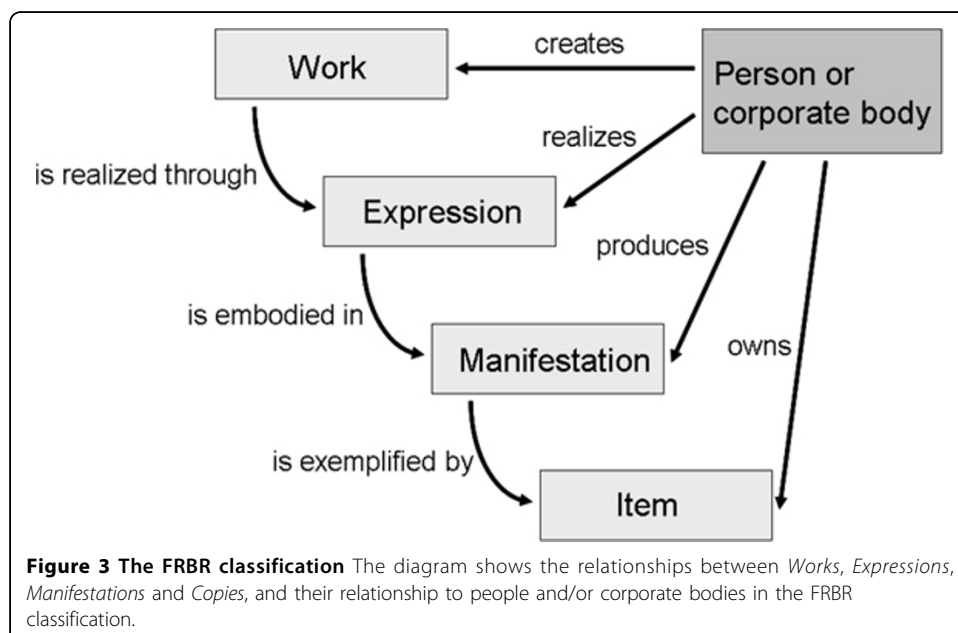 creates
Work
Person or
corporate body
realizes
is realized through
Expression
produces
is embodied in
owns
Manifestation
is exemplified by
Item
Figure 3 The FRBR classification The diagram shows the relationships between Works, Expressions,
Manifestations and Copies, and their relationship to people and/or corporate bodies in the FRBR
classification.